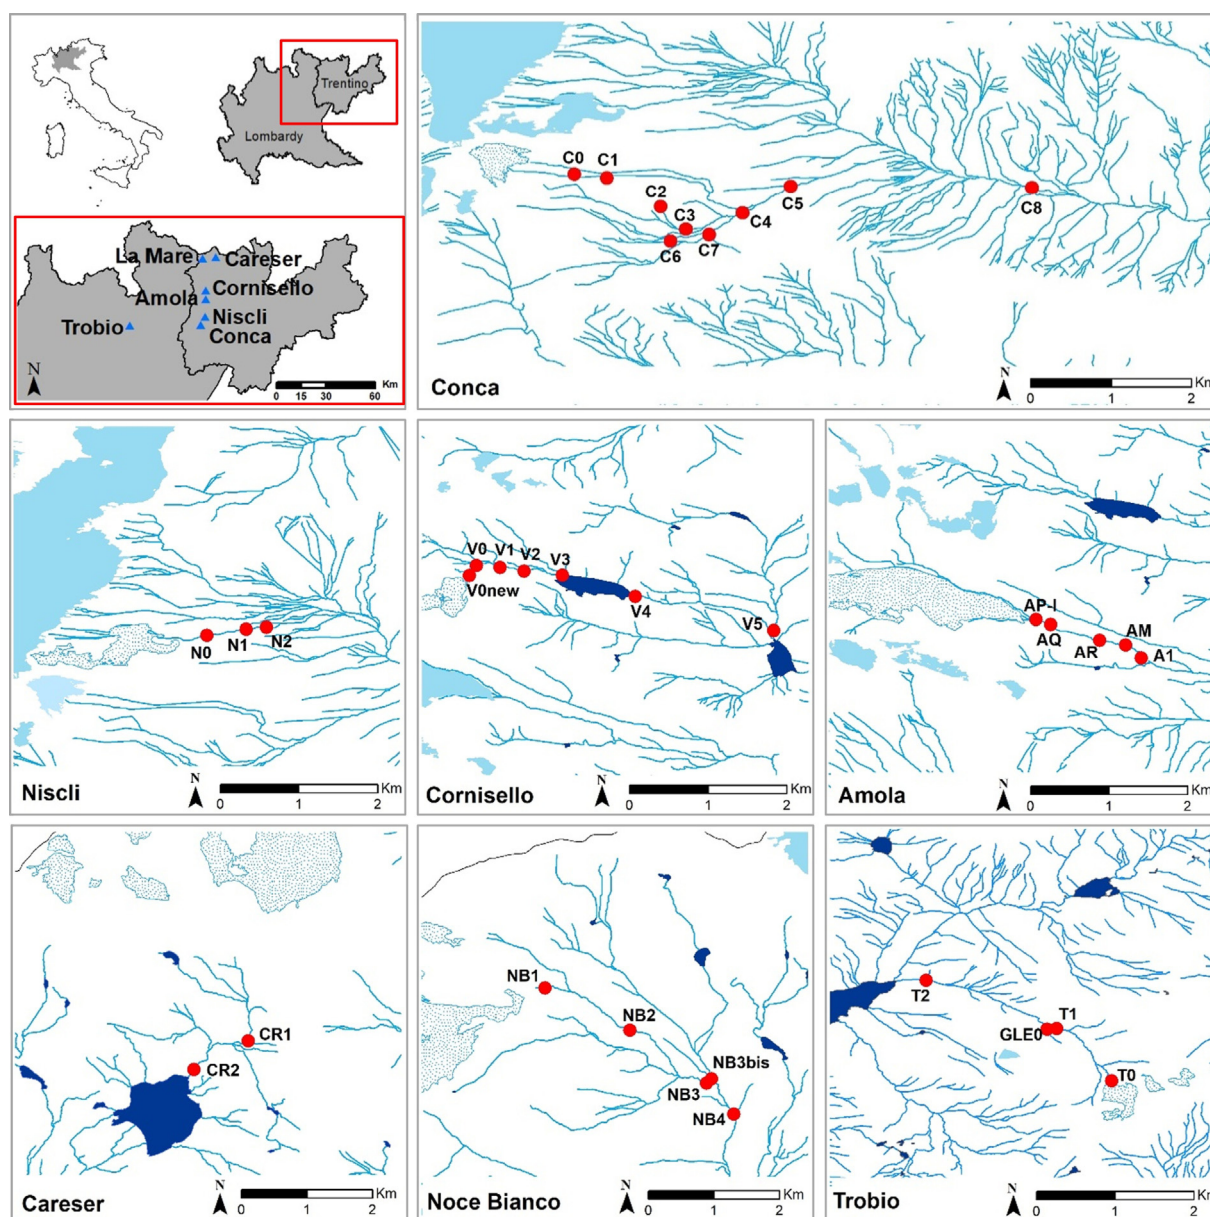 Trentino
Lombardy
La Mare
Careser
Cornisello
Amola
Niscli
Trobio
Conca
N
Km
0 15 30 60
C0
C1
C2
C3
C4
C5
C6
C7
C8
Conca
N
Km
0 1 2
N0
N1
N2
Niscli
N
Km
0 1 2
V0
V1
V2
V3
V0new
V4
V5
Cornisello
N
Km
0 1 2
AP-I
AQ
AM
AR
A1
Amola
N
Km
0 1 2
CR1
CR2
Careser
N
Km
0 1 2
NB1
NB2
NB3bis
NB3
NB4
Noce Bianco
N
Km
0 1 2
T2
T1
GLE0
T0
Trobio
N
Km
0 1 2